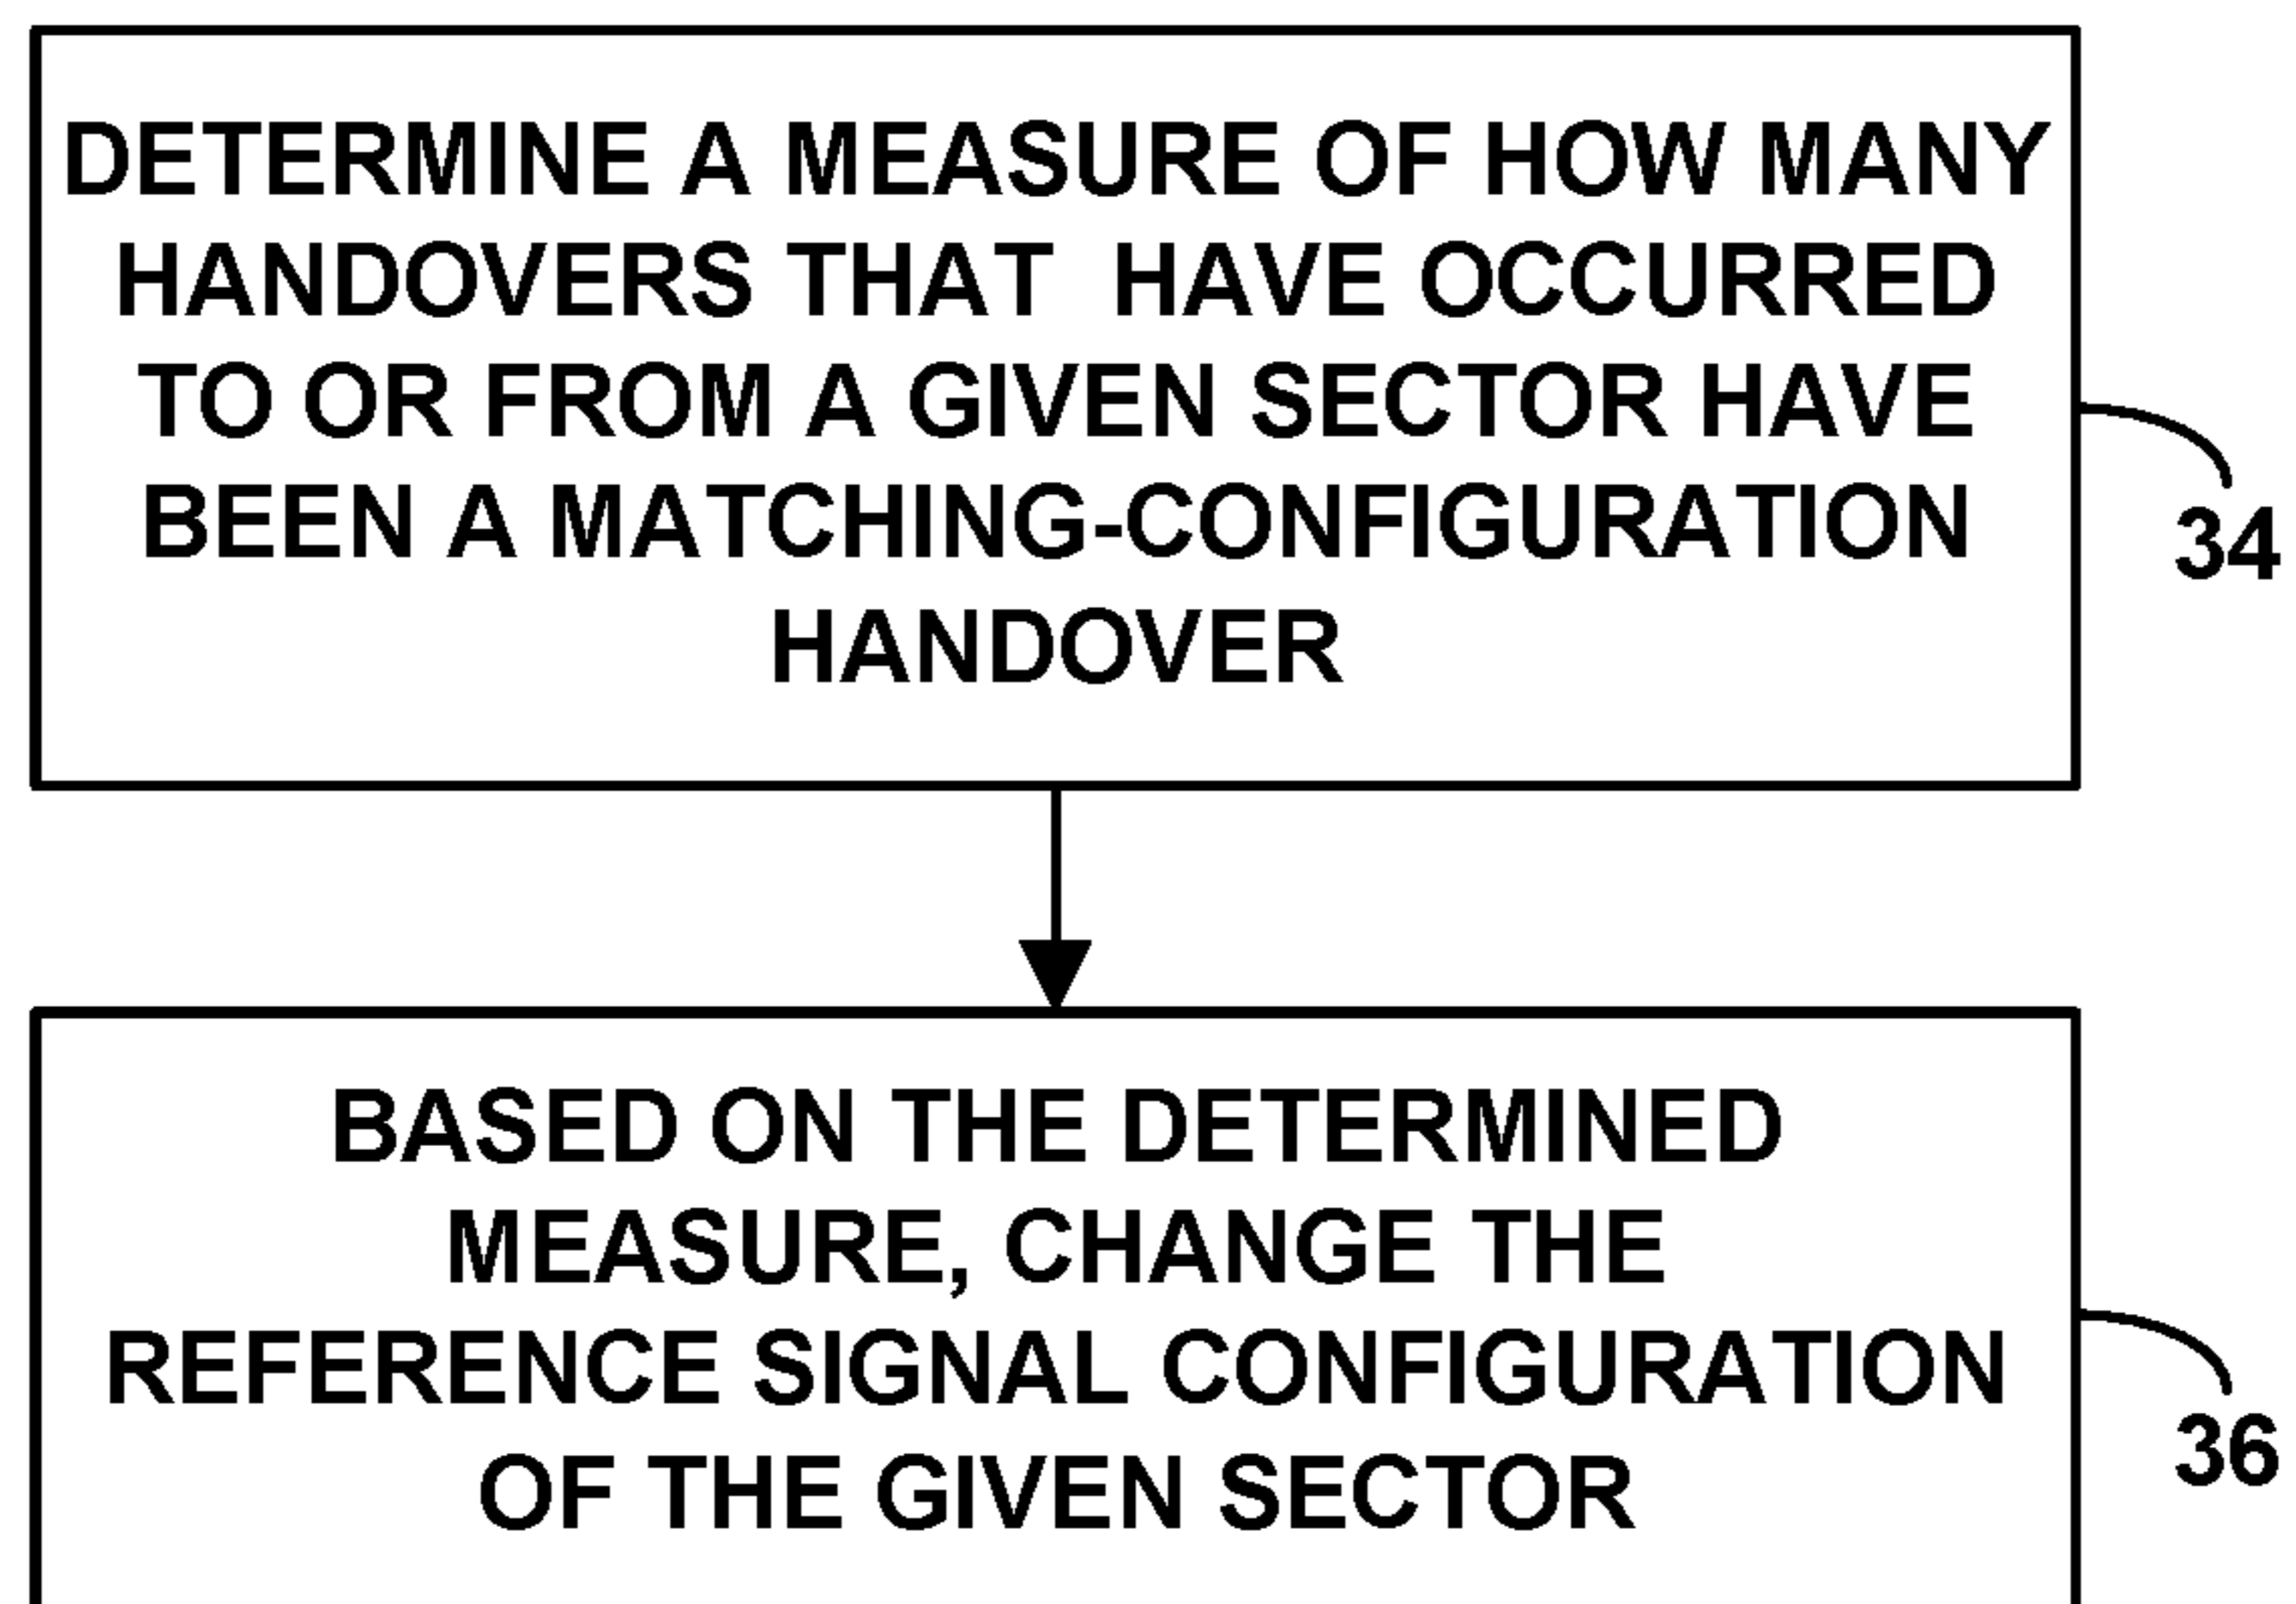 DETERMINE A MEASURE OF HOW MANY
HANDOVERS THAT HAVE OCCURRED
TO OR FROM A GIVEN SECTOR HAVE
BEEN A MATCHING-CONFIGURATION
HANDOVER
34
BASED ON THE DETERMINED
MEASURE, CHANGE THE
REFERENCE SIGNAL CONFIGURATION
OF THE GIVEN SECTOR
36